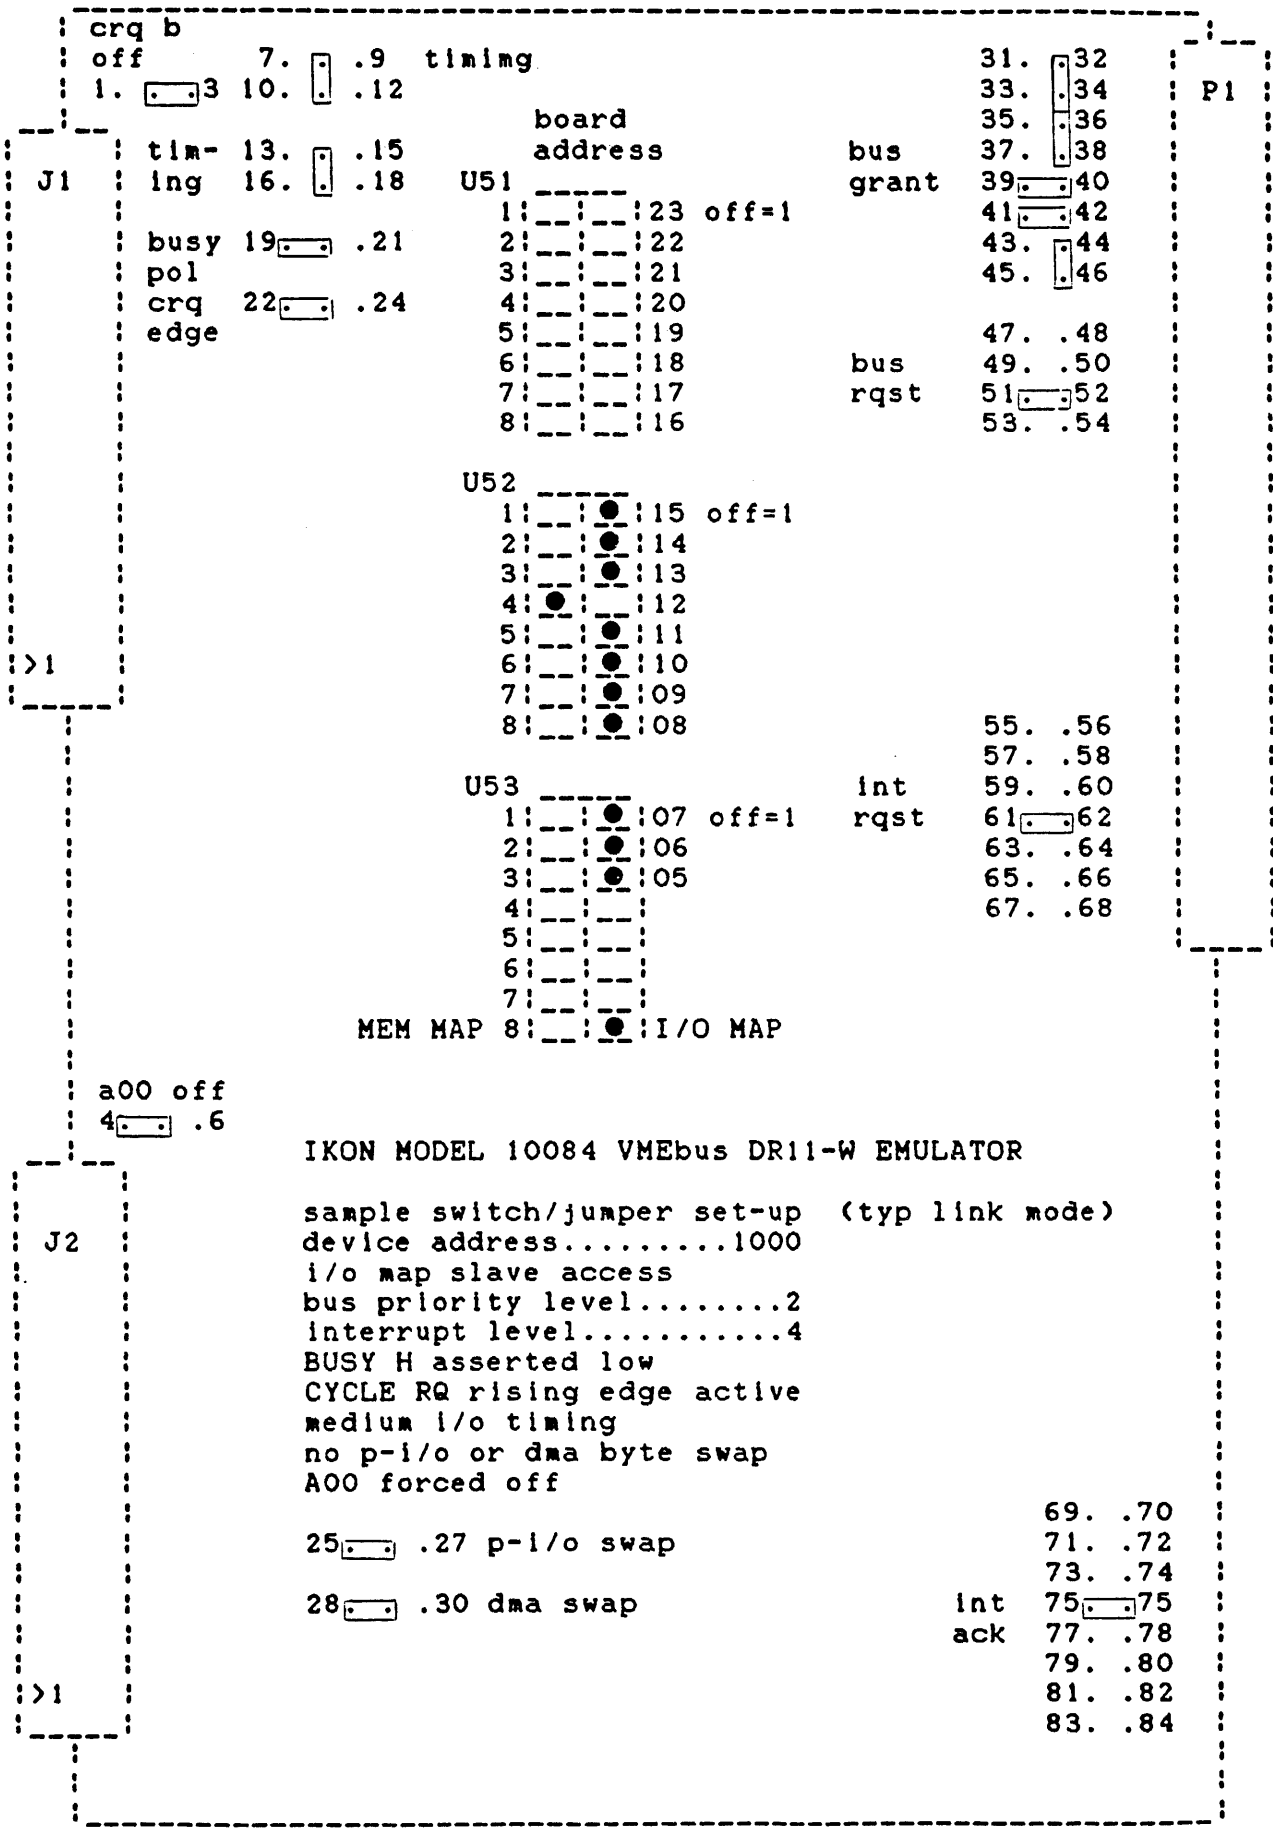 crq b
off 7. .9 timimg 31. .32
1. .3 10. .12 33. .34 P1
board 35. .36
tim- 13. .15 address bus 37. .38
J1 ing 16. .18 U51 grant 39. .40
1 23 off=1 41. .42
busy 19. . .21 2 22 43. .44
pol 3 21 45. .46
crq 22. . .24 4 20
edge 5 19 47. .48
6 18 bus 49. .50
7 17 rqst 51. .52
8 16 53. .54
U52
1 15 off=1
2 14
3 13
4 12
5 11
>1 6 10
7 09
8 08 55. .56
57. .58
U53 int 59. .60
1 07 off=1 rqst 61. .62
2 06 63. .64
3 05 65. .66
4 67. .68
5
6
7
MEM MAP 8 I/O MAP
a00 off
4. . .6
IKON MODEL 10084 VMEbus DR11-W EMULATOR
sample switch/jumper set-up (typ link mode)
J2 device address.........1000
i/o map slave access
bus priority level........2
interrupt level...........4
BUSY H asserted low
CYCLE RQ rising edge active
medium i/o timing
no p-i/o or dma byte swap
A00 forced off
69. .70
25. . .27 p-i/o swap 71. .72
73. .74
28. . .30 dma swap int 75. .75
ack 77. .78
79. .80
>1 81. .82
83. .84